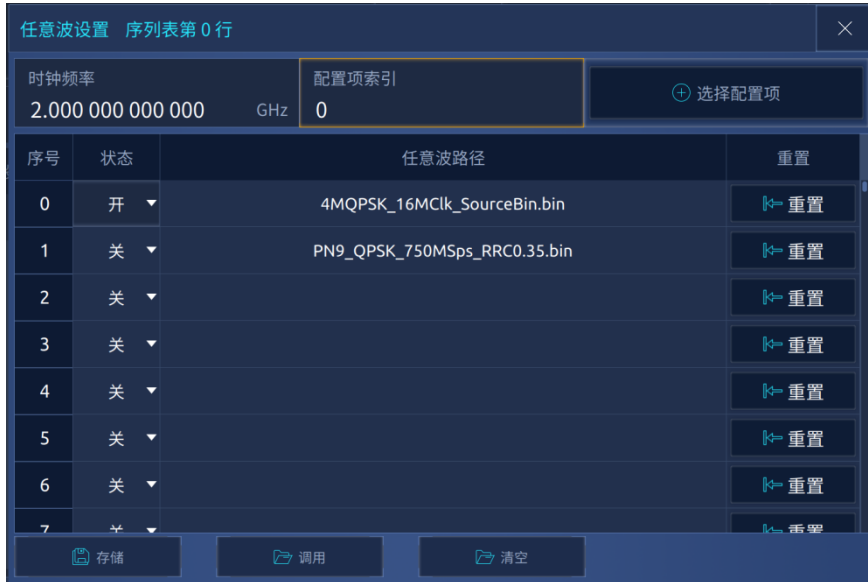 任意波设置 序列表第 0 行
时钟频率
2.000 000 000 000 GHz
配置项索引
0
选择配置项
序号 状态 任意波路径 重置
0 开 4MQPSK_16MClk_SourceBin.bin 重置
1 关 PN9_QPSK_750MSps_RRC0.35.bin 重置
2 关 重置
3 关 重置
4 关 重置
5 关 重置
6 关 重置
7 关 重置
存储 调用 清空